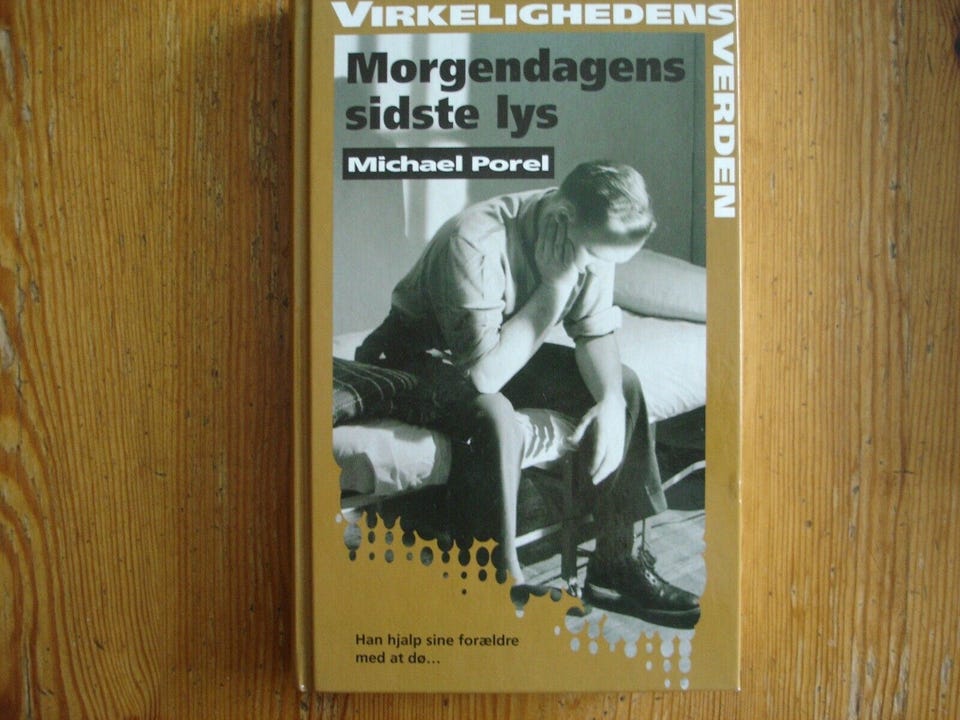 VIRKELIGHEDENS
VERDEN
Morgendagens
sidste lys
Michael Porel
Han hjalp sine forældre
med at dø...